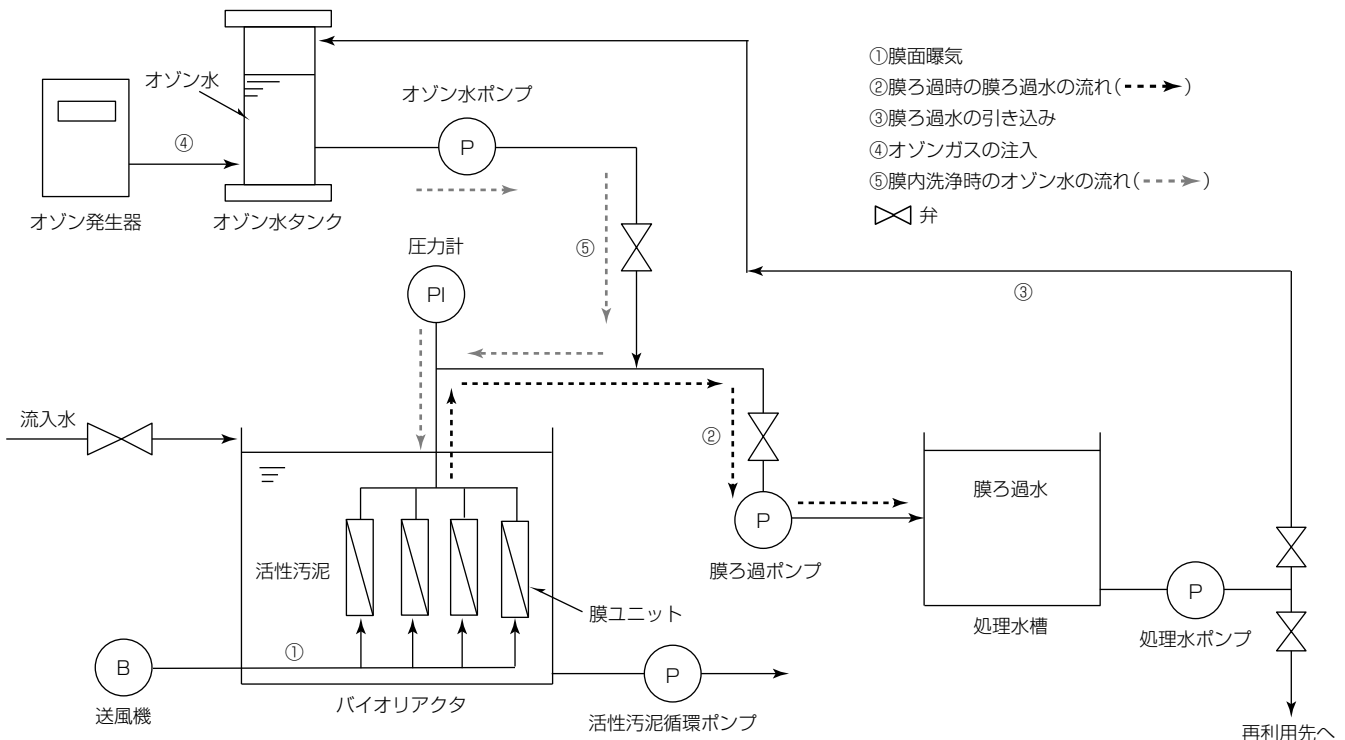 ①膜面曝気
②膜ろ過時の膜ろ過水の流れ( )
③膜ろ過水の引き込み
④オゾンガスの注入
⑤膜内洗浄時のオゾン水の流れ( )
弁
オゾン水
オゾン水ポンプ
P
④
オゾン発生器
オゾン水タンク
⑤
圧力計
PI
③
流入水
②
膜ろ過水
P
活性汚泥
膜ろ過ポンプ
膜ユニット
P
処理水槽
処理水ポンプ
①
B
P
バイオリアクタ
送風機
活性汚泥循環ポンプ
再利用先へ